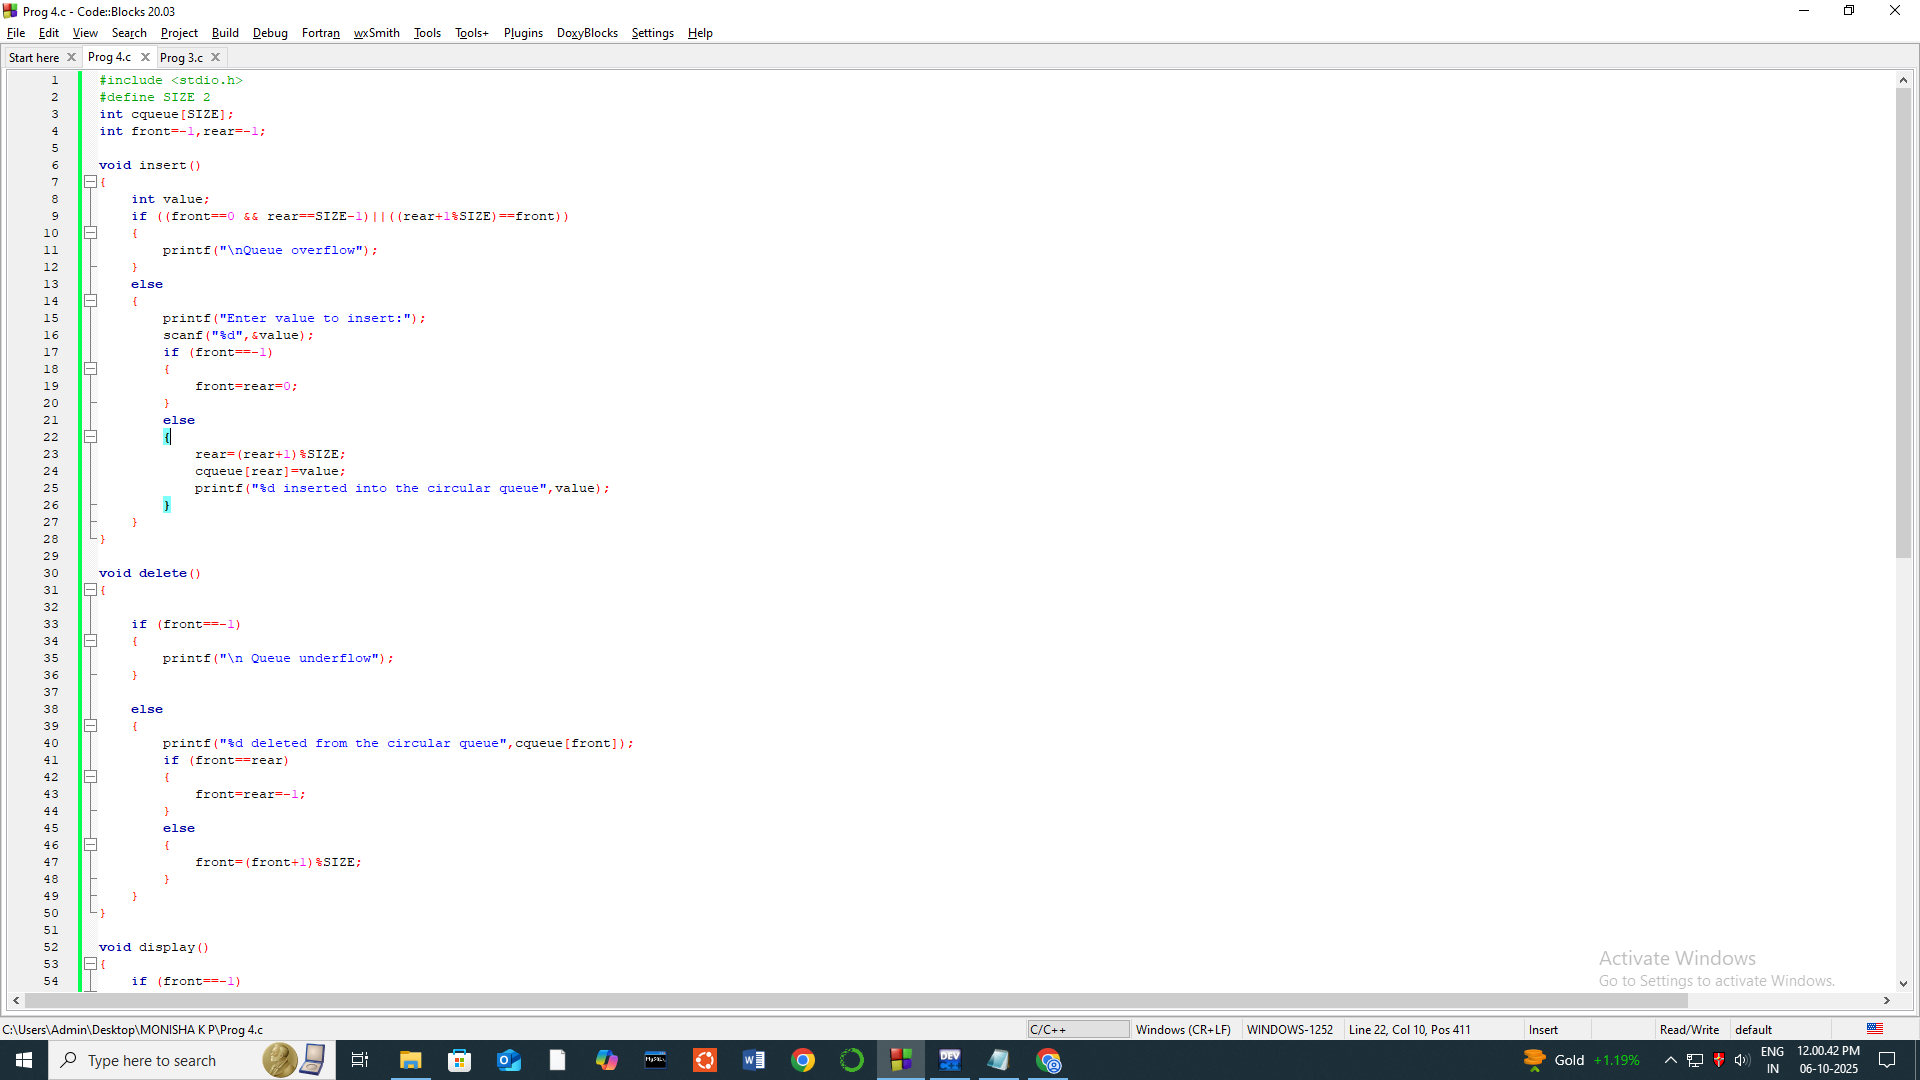 Prog 4.c - Code::Blocks 20.03
File Edit View Search Project Build Debug Fortran wxSmith Tools Tools+ Plugins DoxyBlocks Settings Help
Start here Prog 4.c Prog 3.c
1 #include <stdio.h>
2 #define SIZE 2
3 int cqueue[SIZE];
4 int front=-1,rear=-1;
5
6 void insert()
7 {
8 int value;
9 if ((front==0 && rear==SIZE-1)||((rear+1%SIZE)==front))
10 {
11 printf("\nQueue overflow");
12 }
13 else
14 {
15 printf("Enter value to insert:");
16 scanf("%d",&value);
17 if (front==-1)
18 {
19 front=rear=0;
20 }
21 else
22 {
23 rear=(rear+1)%SIZE;
24 cqueue[rear]=value;
25 printf("%d inserted into the circular queue",value);
26 }
27 }
28 }
29
30 void delete()
31 {
32
33 if (front==-1)
34 {
35 printf("\n Queue underflow");
36 }
37
38 else
39 {
40 printf("%d deleted from the circular queue",cqueue[front]);
41 if (front==rear)
42 {
43 front=rear=-1;
44 }
45 else
46 {
47 front=(front+1)%SIZE;
48 }
49 }
50 }
51
52 void display()
53 {
54 if (front==-1)
Activate Windows
Go to Settings to activate Windows.
C:\Users\Admin\Desktop\MONISHA K P\Prog 4.c C/C++ Windows (CR+LF) WINDOWS-1252 Line 22, Col 10, Pos 411 Insert Read/Write default
Type here to search MySQL DEV Gold +1.19% ENG IN 12.00.42 PM 06-10-2025